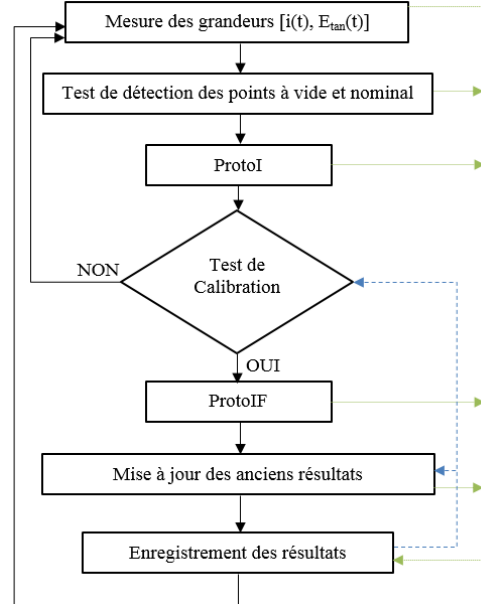 Mesure des grandeurs [i(t), Etan(t)]
Test de détection des points à vide et nominal
ProtoI
Test de
Calibration
NON
OUI
ProtoIF
Mise à jour des anciens résultats
Enregistrement des résultats